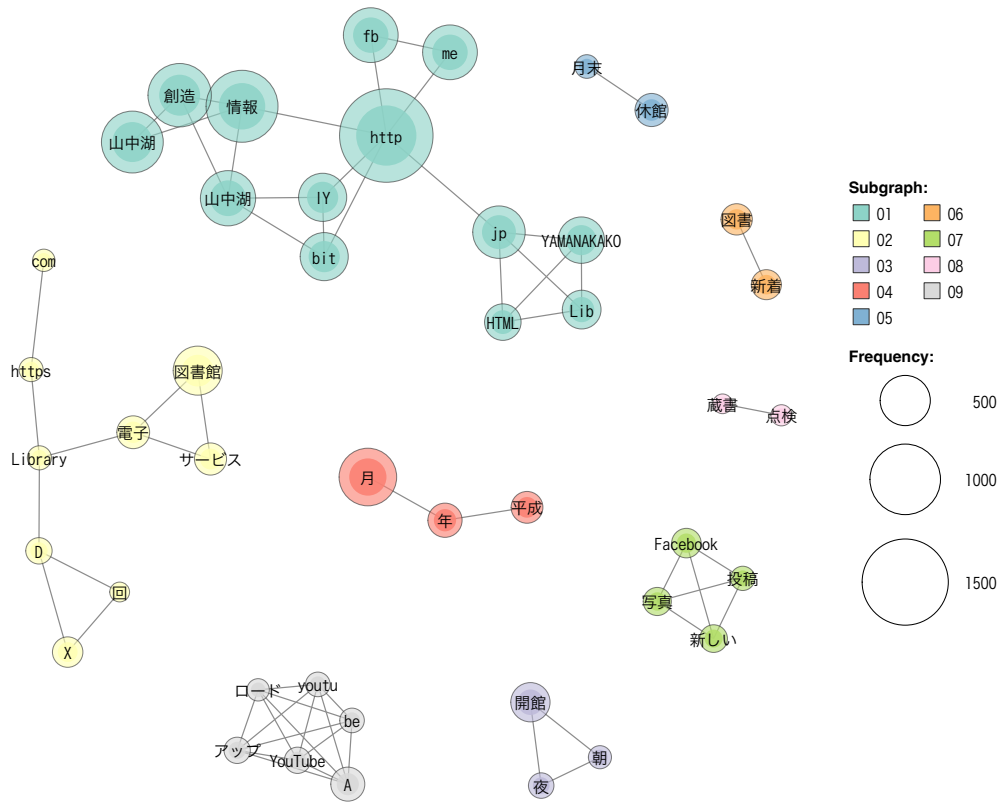 fb
me
月末
創造
情報
休館
http
山中湖
山中湖
lY
図書
jp
YAMANAKAKO
bit
com
新着
Lib
HTML
https
図書館
蔵書
点検
電子
Library
サービス
月
年
平成
D
Facebook
投稿
回
写真
新しい
X
ロード
youtu
be
開館
アップ
YouTube
A
朝
夜
Subgraph:
01
02
03
04
05
06
07
08
09
Frequency:
500
1000
1500